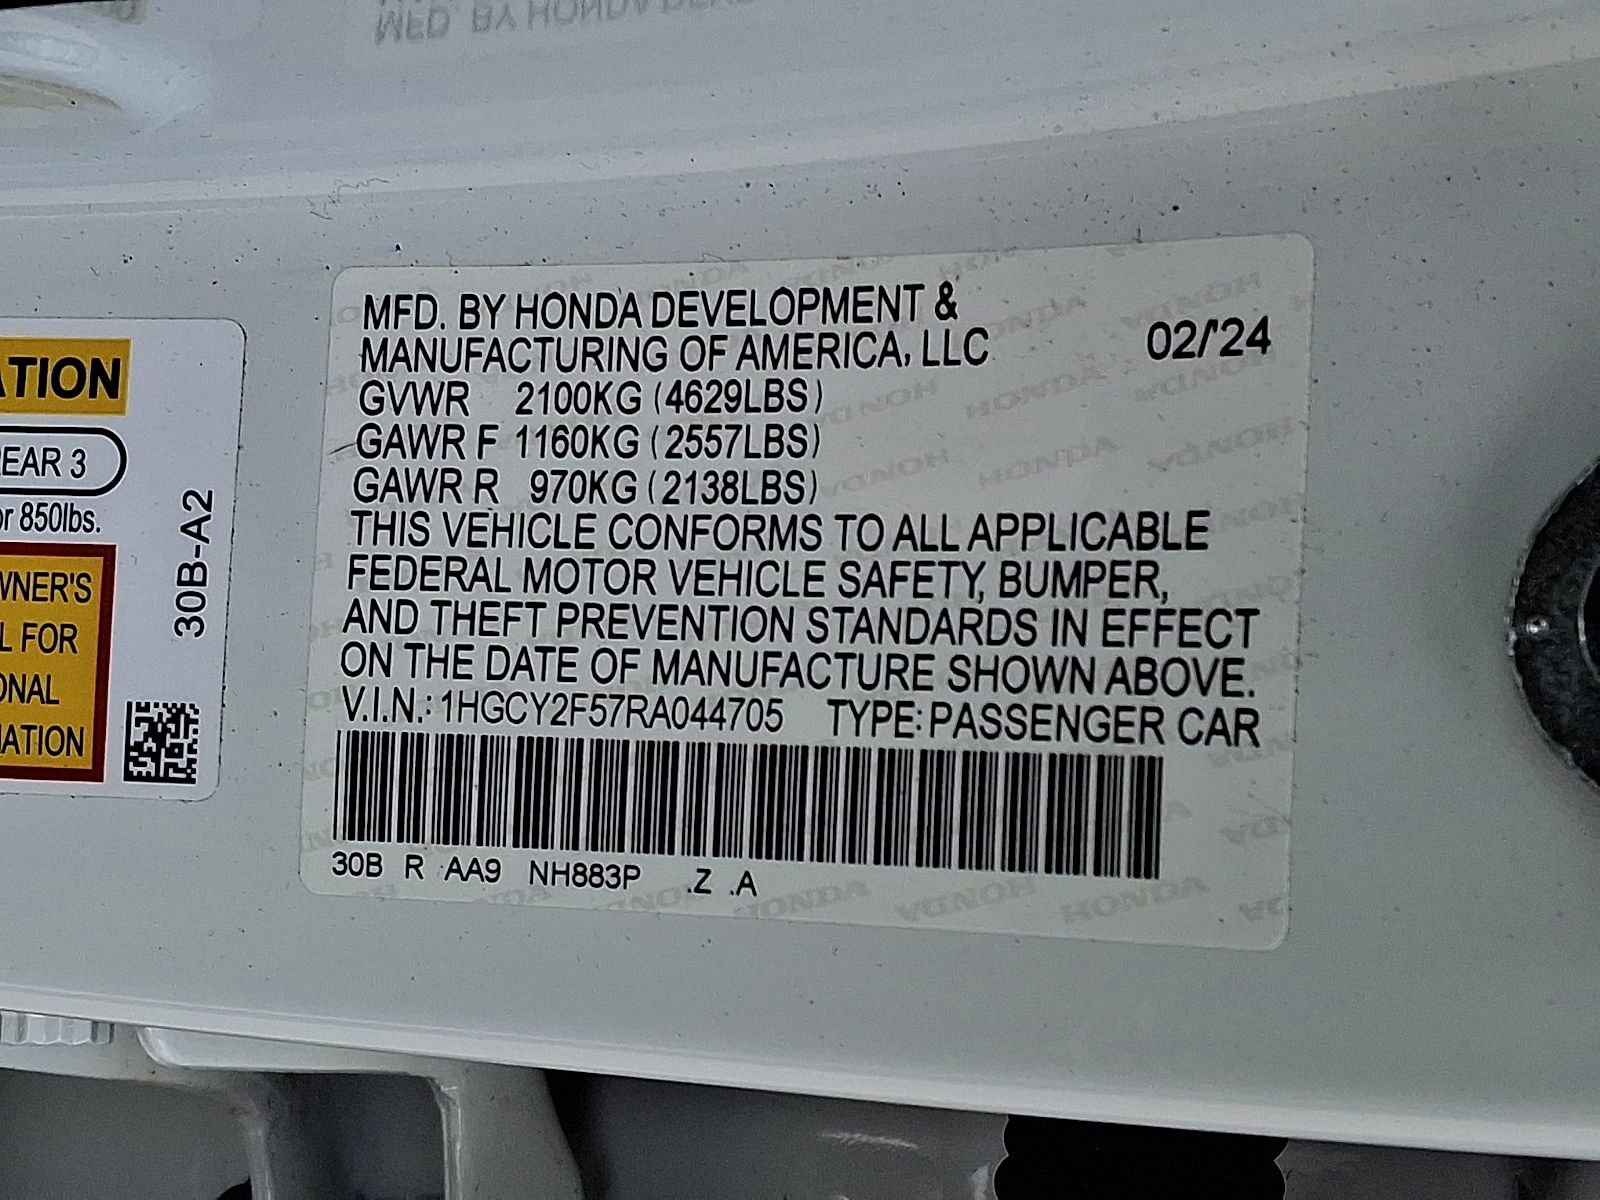 ATION
EAR 3
or 850lbs.
WNER'S
L FOR
ONAL
MATION
30B-A2
MFD. BY HONDA DEVELOPMENT &
MANUFACTURING OF AMERICA, LLC 02/'24
GVWR 2100KG (4629LBS)
GAWR F 1160KG (2557LBS)
GAWR R 970KG (2138LBS)
THIS VEHICLE CONFORMS TO ALL APPLICABLE
FEDERAL MOTOR VEHICLE SAFETY, BUMPER,
AND THEFT PREVENTION STANDARDS IN EFFECT
ON THE DATE OF MANUFACTURE SHOWN ABOVE.
V.I.N.: 1HGCY2F57RA044705 TYPE: PASSENGER CAR
30B R AA9 NH883P .Z .A